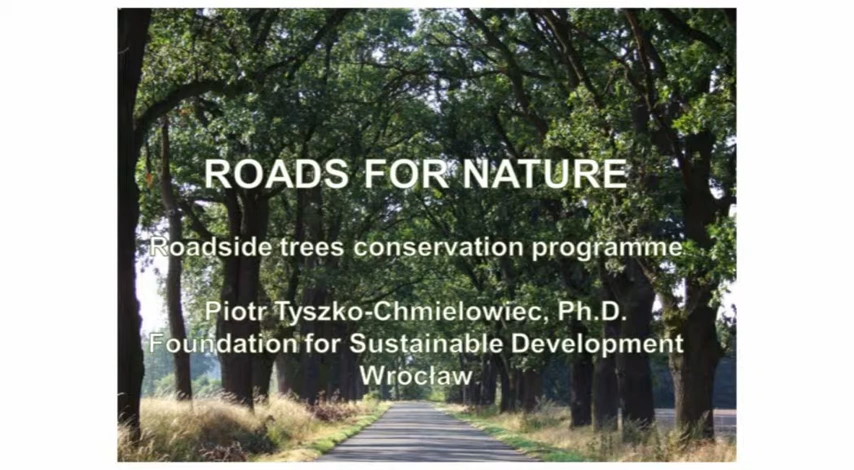 ROADS FOR NATURE
Roadside trees conservation programme
Piotr Tyszko-Chmielowiec, Ph.D.
Foundation for Sustainable Development
Wrocław